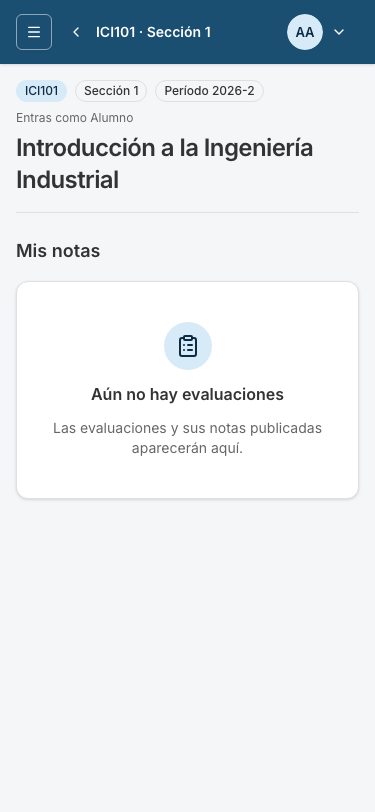 ICI101 · Sección 1
AA
ICI101
Sección 1
Período 2026-2
Entras como Alumno
Introducción a la Ingeniería
Industrial
Mis notas
Aún no hay evaluaciones
Las evaluaciones y sus notas publicadas
aparecerán aquí.